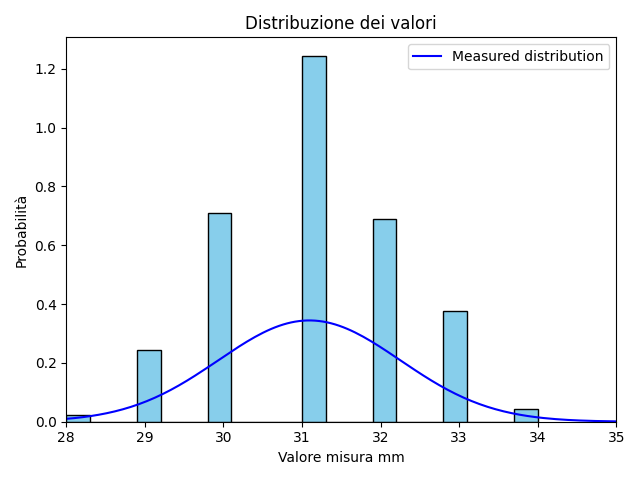 Distribuzione dei valori
Measured distribution
Probabilità
1.2
1.0
0.8
0.6
0.4
0.2
0.0
28 29 30 31 32 33 34 35
Valore misura mm